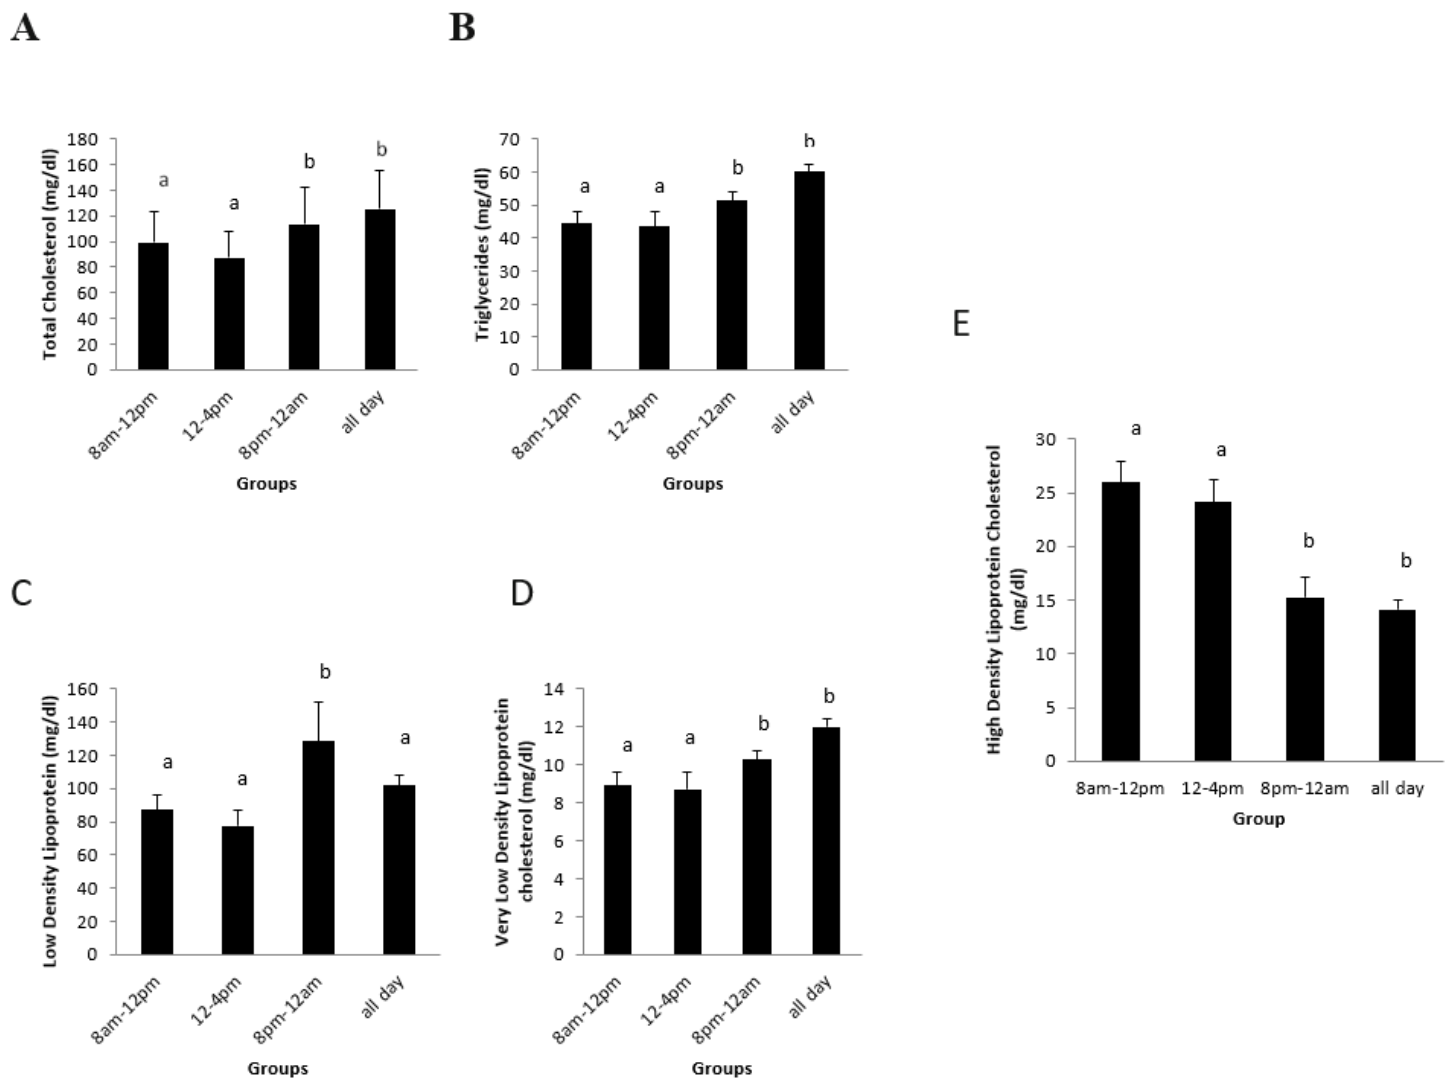 A
B
180
160
140
120
100
80
60
40
20
0
Total Cholesterol (mg/dl)
a
a
b
b
8am-12pm
12-4pm
8pm-12am
all day
Groups
70
60
50
40
30
20
10
0
Triglycerides (mg/dl)
a
a
b
b
8am-12pm
12-4pm
8pm-12am
all day
Groups
C
D
160
140
120
100
80
60
40
20
0
Low Density Lipoprotein (mg/dl)
a
a
b
a
8am-12pm
12-4pm
8pm-12am
all day
Groups
14
12
10
8
6
4
2
0
Very Low Density Lipoprotein
cholesterol (mg/dl)
a
a
b
b
8am-12pm
12-4pm
8pm-12am
all day
Groups
E
30
25
20
15
10
5
0
High Density Lipoprotein Cholesterol
(mg/dl)
a
a
b
b
8am-12pm
12-4pm
8pm-12am
all day
Group